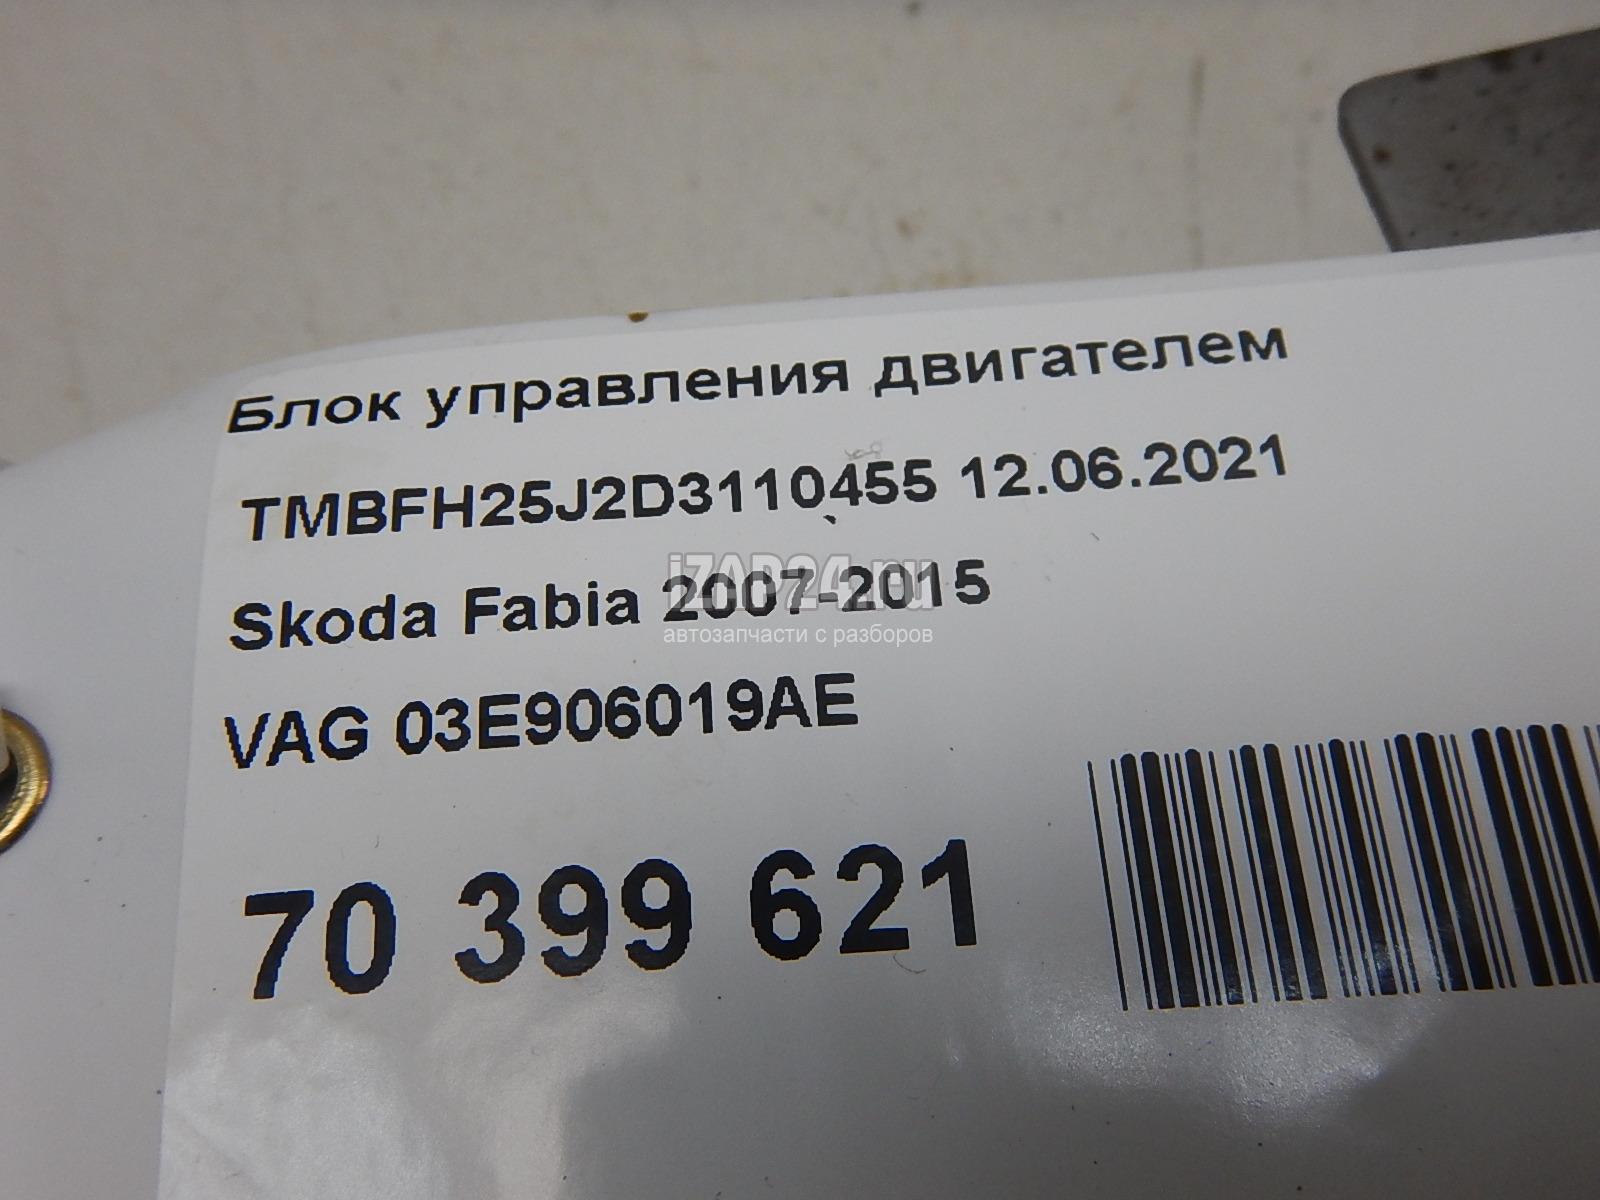 Блок управления двигателем
TMBFH25J2D3110455 12.06.2021
Skoda Fabia 2007-2015
iZAP24.ru
автозапчасти с разборов
VAG 03E906019AE
70 399 621